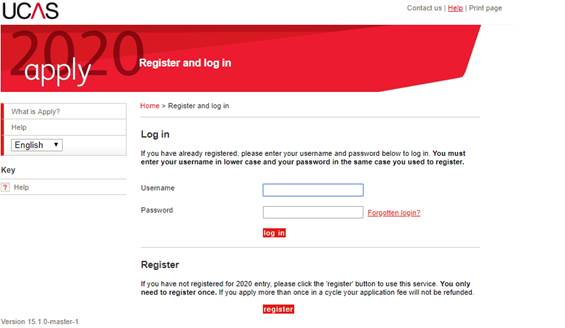 UCAS
Contact us | Help | Print page
2020
apply
Register and log in
What is Apply?
Help
English
Key
? Help
Home > Register and log in
Log in
If you have already registered, please enter your username and password below to log in. You must
enter your username in lower case and your password in the same case you used to register.
Username
Password
Forgotten login?
log in
Register
If you have not registered for 2020 entry, please click the 'register' button to use this service. You only
need to register once. If you apply more than once in a cycle your application fee will not be refunded.
register
Version 15.1.0-master-1